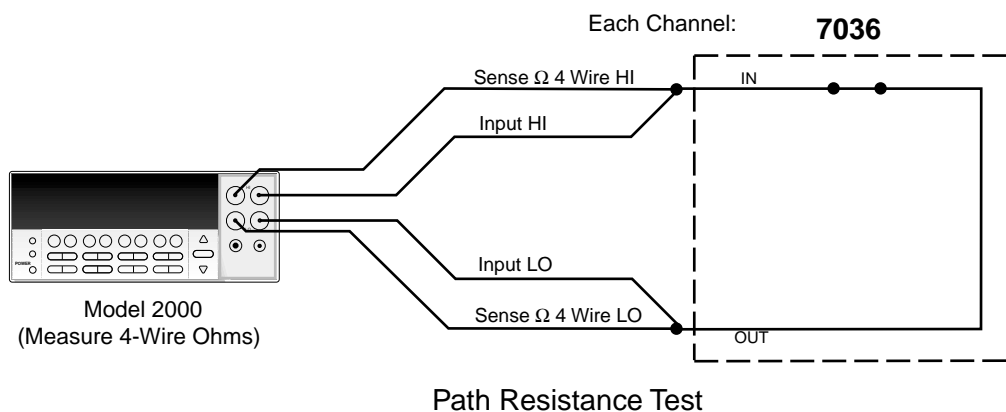 Each Channel:
7036
Sense Ω 4 Wire HI
IN
Input HI
POWER
Input LO
Sense Ω 4 Wire LO
OUT
Model 2000
(Measure 4-Wire Ohms)
Path Resistance Test